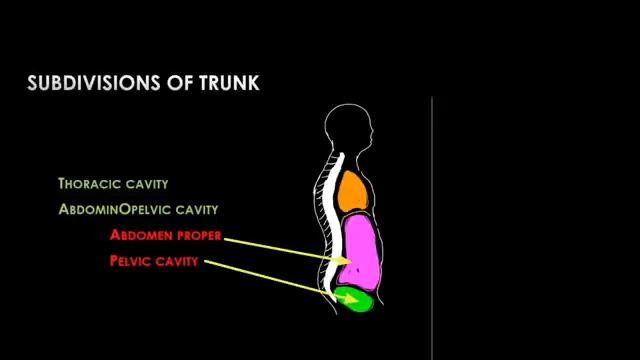 SUBDIVISIONS OF TRUNK
THORACIC CAVITY
ABDOMINOPELVIC CAVITY
ABDOMEN PROPER
PELVIC CAVITY